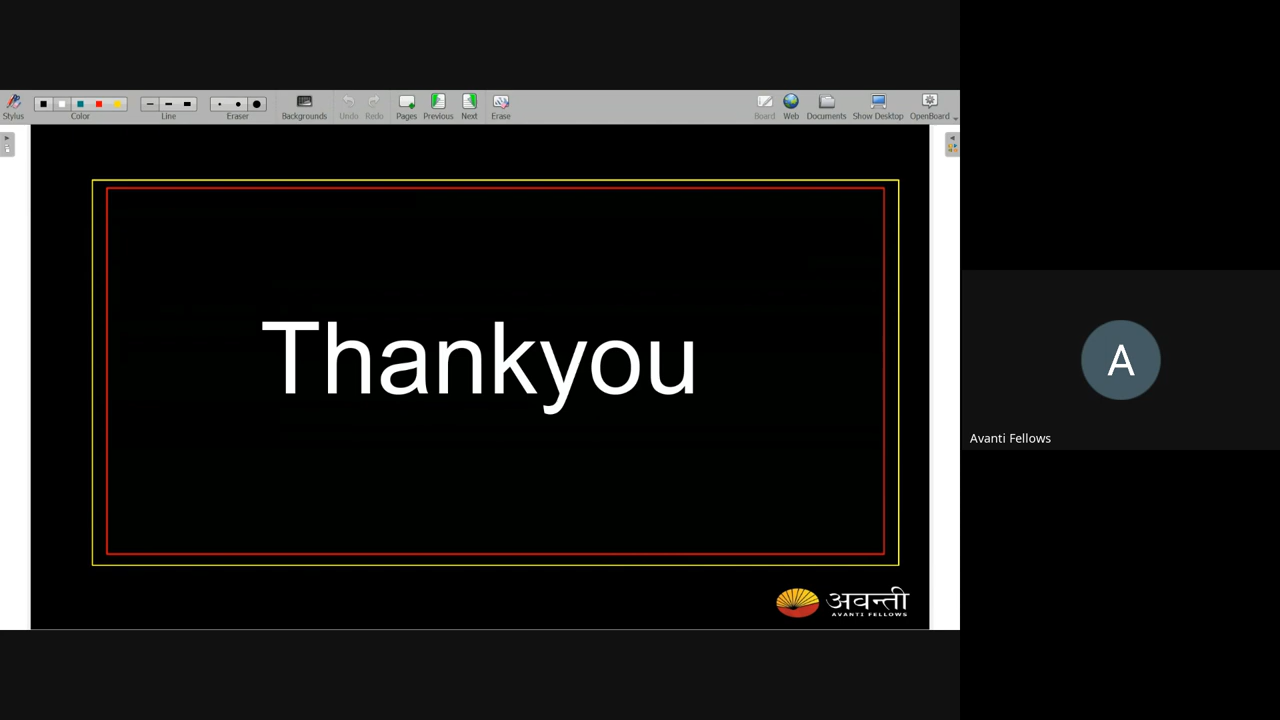 Stylus
Color
Line
Eraser
Backgrounds
Undo
Redo
Pages
Previous
Next
Erase
Board
Web
Documents
Show Desktop
OpenBoard
Thankyou
अवन्ती
AVANTI FELLOWS
A
Avanti Fellows